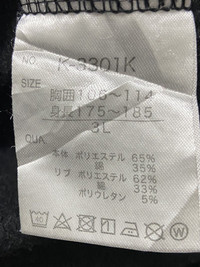 NO. K-3301K
SIZE
胸囲 106~114
身長 175~185
3L
QUA.
本体 ポリエステル 65%
綿 35%
リブ ポリエステル 62%
綿 33%
ポリウレタン 5%
40
W